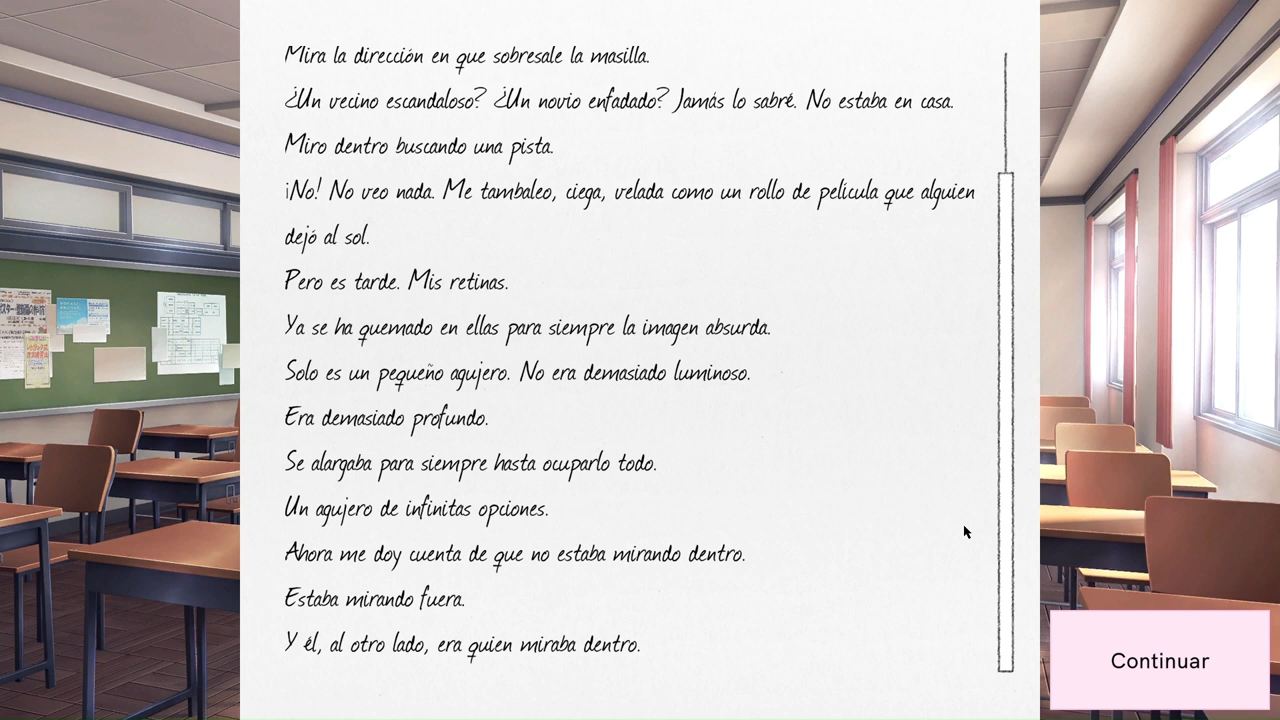 Mira la dirección en que sobresale la masilla.
¿Un vecino escandaloso? ¿Un novio enfadado? Jamás lo sabré. No estaba en casa.
Miro dentro buscando una pista.
¡No! No veo nada. Me tambaleo, ciega, velada como un rollo de película que alguien
dejó al sol.
Pero es tarde. Mis retinas.
Ya se ha quemado en ellas para siempre la imagen absurda.
Solo es un pequeño agujero. No era demasiado luminoso.
Era demasiado profundo.
Se alargaba para siempre hasta ocuparlo todo.
Un agujero de infinitas opciones.
Ahora me doy cuenta de que no estaba mirando dentro.
Estaba mirando fuera.
Y él, al otro lado, era quien miraba dentro.
Continuar